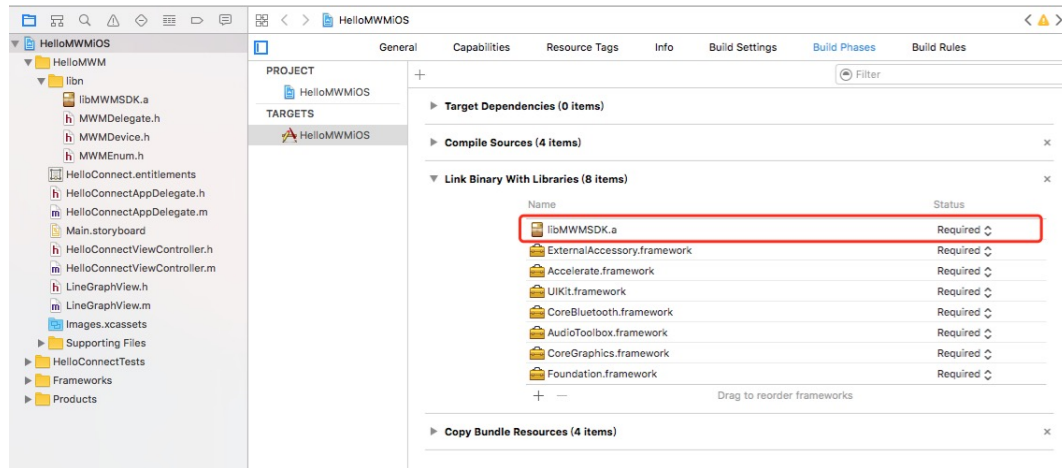 HelloMWMiOS
General Capabilities Resource Tags Info Build Settings Build Phases Build Rules
Filter
HelloMWMiOS
HelloMWM
libn
libMWMSDK.a
MWMDelegate.h
MWMDevice.h
MWMEnum.h
HelloConnect.entitlements
HelloConnectAppDelegate.h
HelloConnectAppDelegate.m
Main.storyboard
HelloConnectViewController.h
HelloConnectViewController.m
LineGraphView.h
LineGraphView.m
Images.xcassets
Supporting Files
HelloConnectTests
Frameworks
Products
PROJECT
HelloMWMiOS
TARGETS
HelloMWMiOS
Target Dependencies (0 items)
Compile Sources (4 items)
Link Binary With Libraries (8 items)
Name Status
libMWMSDK.a Required
ExternalAccessory.framework Required
Accelerate.framework Required
UIKit.framework Required
CoreBluetooth.framework Required
AudioToolbox.framework Required
CoreGraphics.framework Required
Foundation.framework Required
Drag to reorder frameworks
Copy Bundle Resources (4 items)